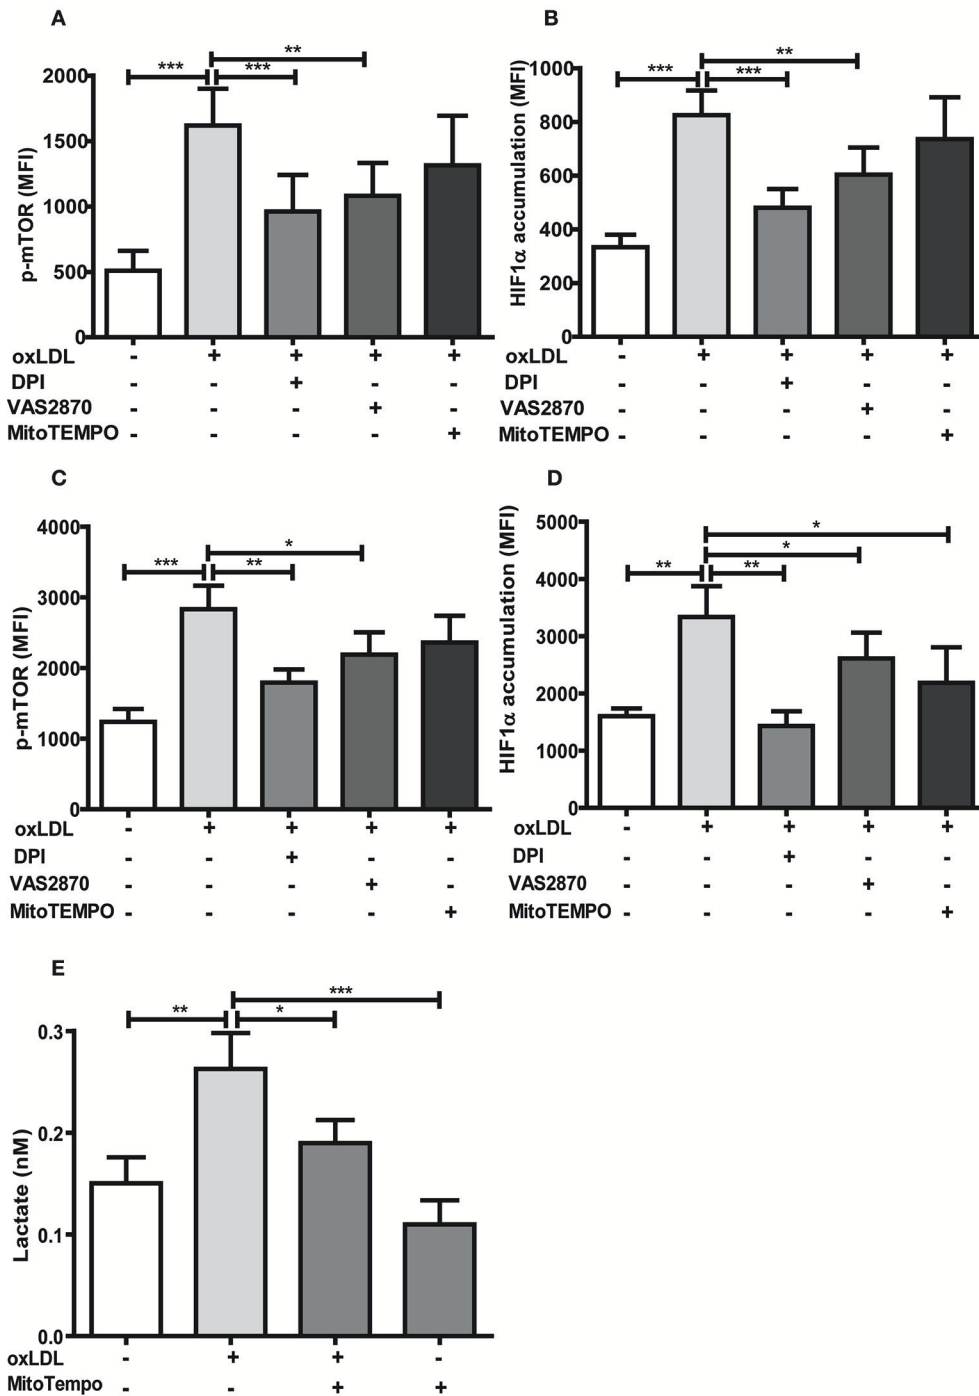 A
p-mTOR (MFI)
2000
1500
1000
500
0
*** *** **
oxLDL - + + + +
DPI - - + - -
VAS2870 - - - + -
MitoTEMPO - - - - +
B
HIF1α accumulation (MFI)
1000
800
600
400
200
0
*** *** **
oxLDL - + + + +
DPI - - + - -
VAS2870 - - - + -
MitoTEMPO - - - - +
C
p-mTOR (MFI)
4000
3000
2000
1000
0
*** ** *
oxLDL - + + + +
DPI - - + - -
VAS2870 - - - + -
MitoTEMPO - - - - +
D
HIF1α accumulation (MFI)
5000
4000
3000
2000
1000
0
** ** * *
oxLDL - + + + +
DPI - - + - -
VAS2870 - - - + -
MitoTEMPO - - - - +
E
Lactate (nM)
0.3
0.2
0.1
0.0
** * ***
oxLDL - + + -
MitoTempo - - + +